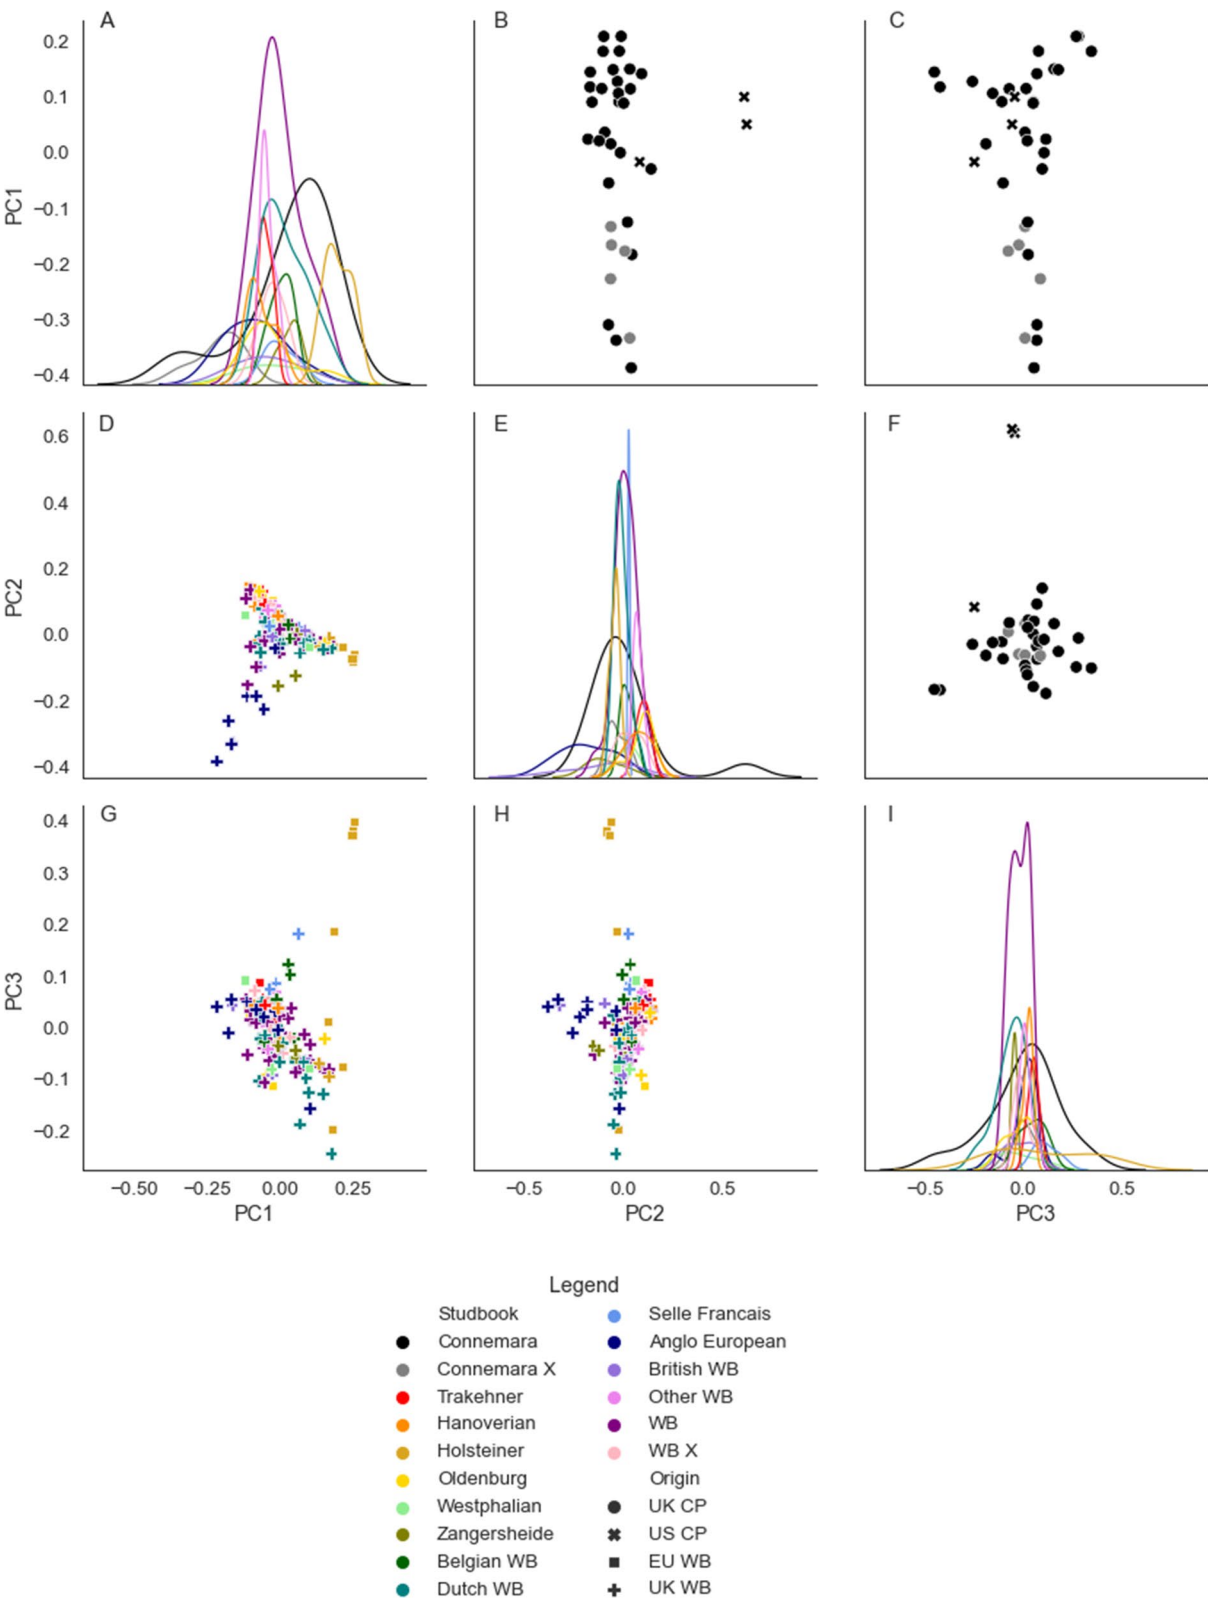 A
B
C
0.2
0.1
0.0
−0.1
−0.2
−0.3
−0.4
PC1
D
E
F
0.6
0.4
0.2
0.0
−0.2
−0.4
PC2
G
H
I
0.4
0.3
0.2
0.1
0.0
−0.1
−0.2
PC3
−0.50 −0.25 0.00 0.25
PC1
−0.5 0.0 0.5
PC2
−0.5 0.0 0.5
PC3
Legend
Studbook
Connemara
Connemara X
Trakehner
Hanoverian
Holsteiner
Oldenburg
Westphalian
Zangersheide
Belgian WB
Dutch WB
Selle Francais
Anglo European
British WB
Other WB
WB
WB X
Origin
UK CP
US CP
EU WB
UK WB